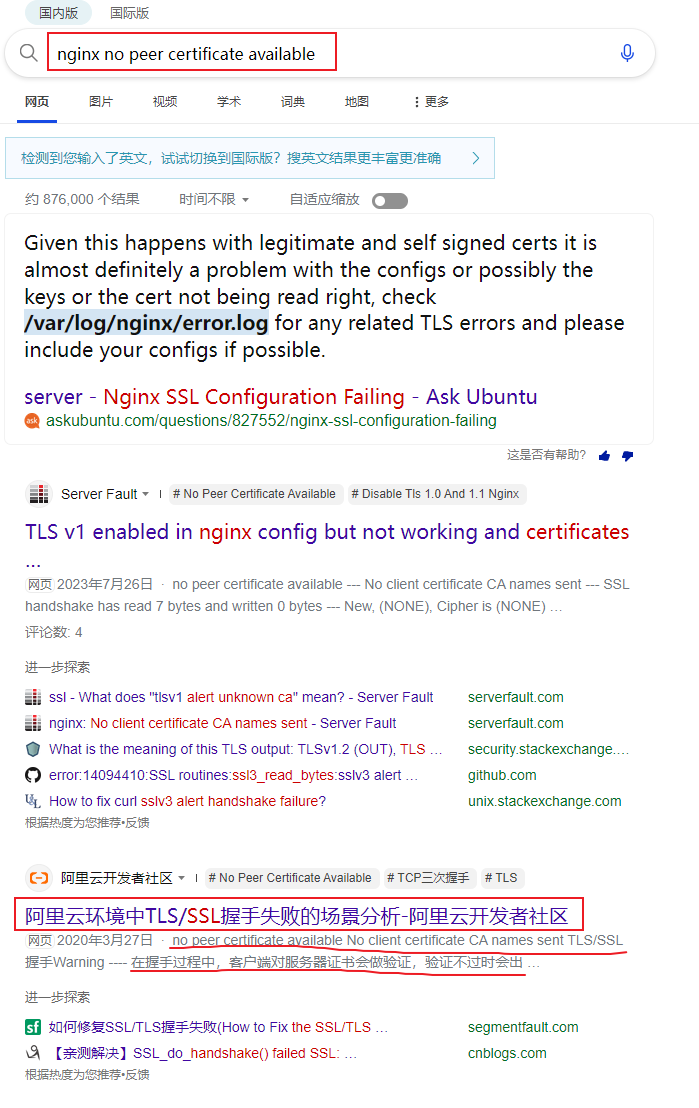 国内版 国际版
nginx no peer certificate available
网页 图片 视频 学术 词典 地图 更多
检测到您输入了英文，试试切换到国际版？搜英文结果更丰富更准确
约 876,000 个结果 时间不限 自适应缩放
Given this happens with legitimate and self signed certs it is
almost definitely a problem with the configs or possibly the
keys or the cert not being read right, check
/var/log/nginx/error.log for any related TLS errors and please
include your configs if possible.
server - Nginx SSL Configuration Failing - Ask Ubuntu
ask askubuntu.com/questions/827552/nginx-ssl-configuration-failing
这是否有帮助?
Server Fault # No Peer Certificate Available # Disable Tls 1.0 And 1.1 Nginx
TLS v1 enabled in nginx config but not working and certificates
...
网页 2023年7月26日 · no peer certificate available --- No client certificate CA names sent --- SSL
handshake has read 7 bytes and written 0 bytes --- New, (NONE), Cipher is (NONE) …
评论数: 4
进一步探索
ssl - What does "tlsv1 alert unknown ca" mean? - Server Fault serverfault.com
nginx: No client certificate CA names sent - Server Fault serverfault.com
What is the meaning of this TLS output: TLSv1.2 (OUT), TLS … security.stackexchange.…
error:14094410:SSL routines:ssl3_read_bytes:sslv3 alert … github.com
How to fix curl sslv3 alert handshake failure? unix.stackexchange.com
根据热度为您推荐•反馈
阿里云开发者社区 # No Peer Certificate Available # TCP三次握手 # TLS
阿里云环境中TLS/SSL握手失败的场景分析-阿里云开发者社区
网页 2020年3月27日 · no peer certificate available No client certificate CA names sent TLS/SSL
握手Warning ---- 在握手过程中，客户端对服务器证书会做验证，验证不过时会出 …
进一步探索
sf 如何修复SSL/TLS握手失败(How to Fix the SSL/TLS … segmentfault.com
【亲测解决】SSL_do_handshake() failed SSL: … cnblogs.com
根据热度为您推荐•反馈